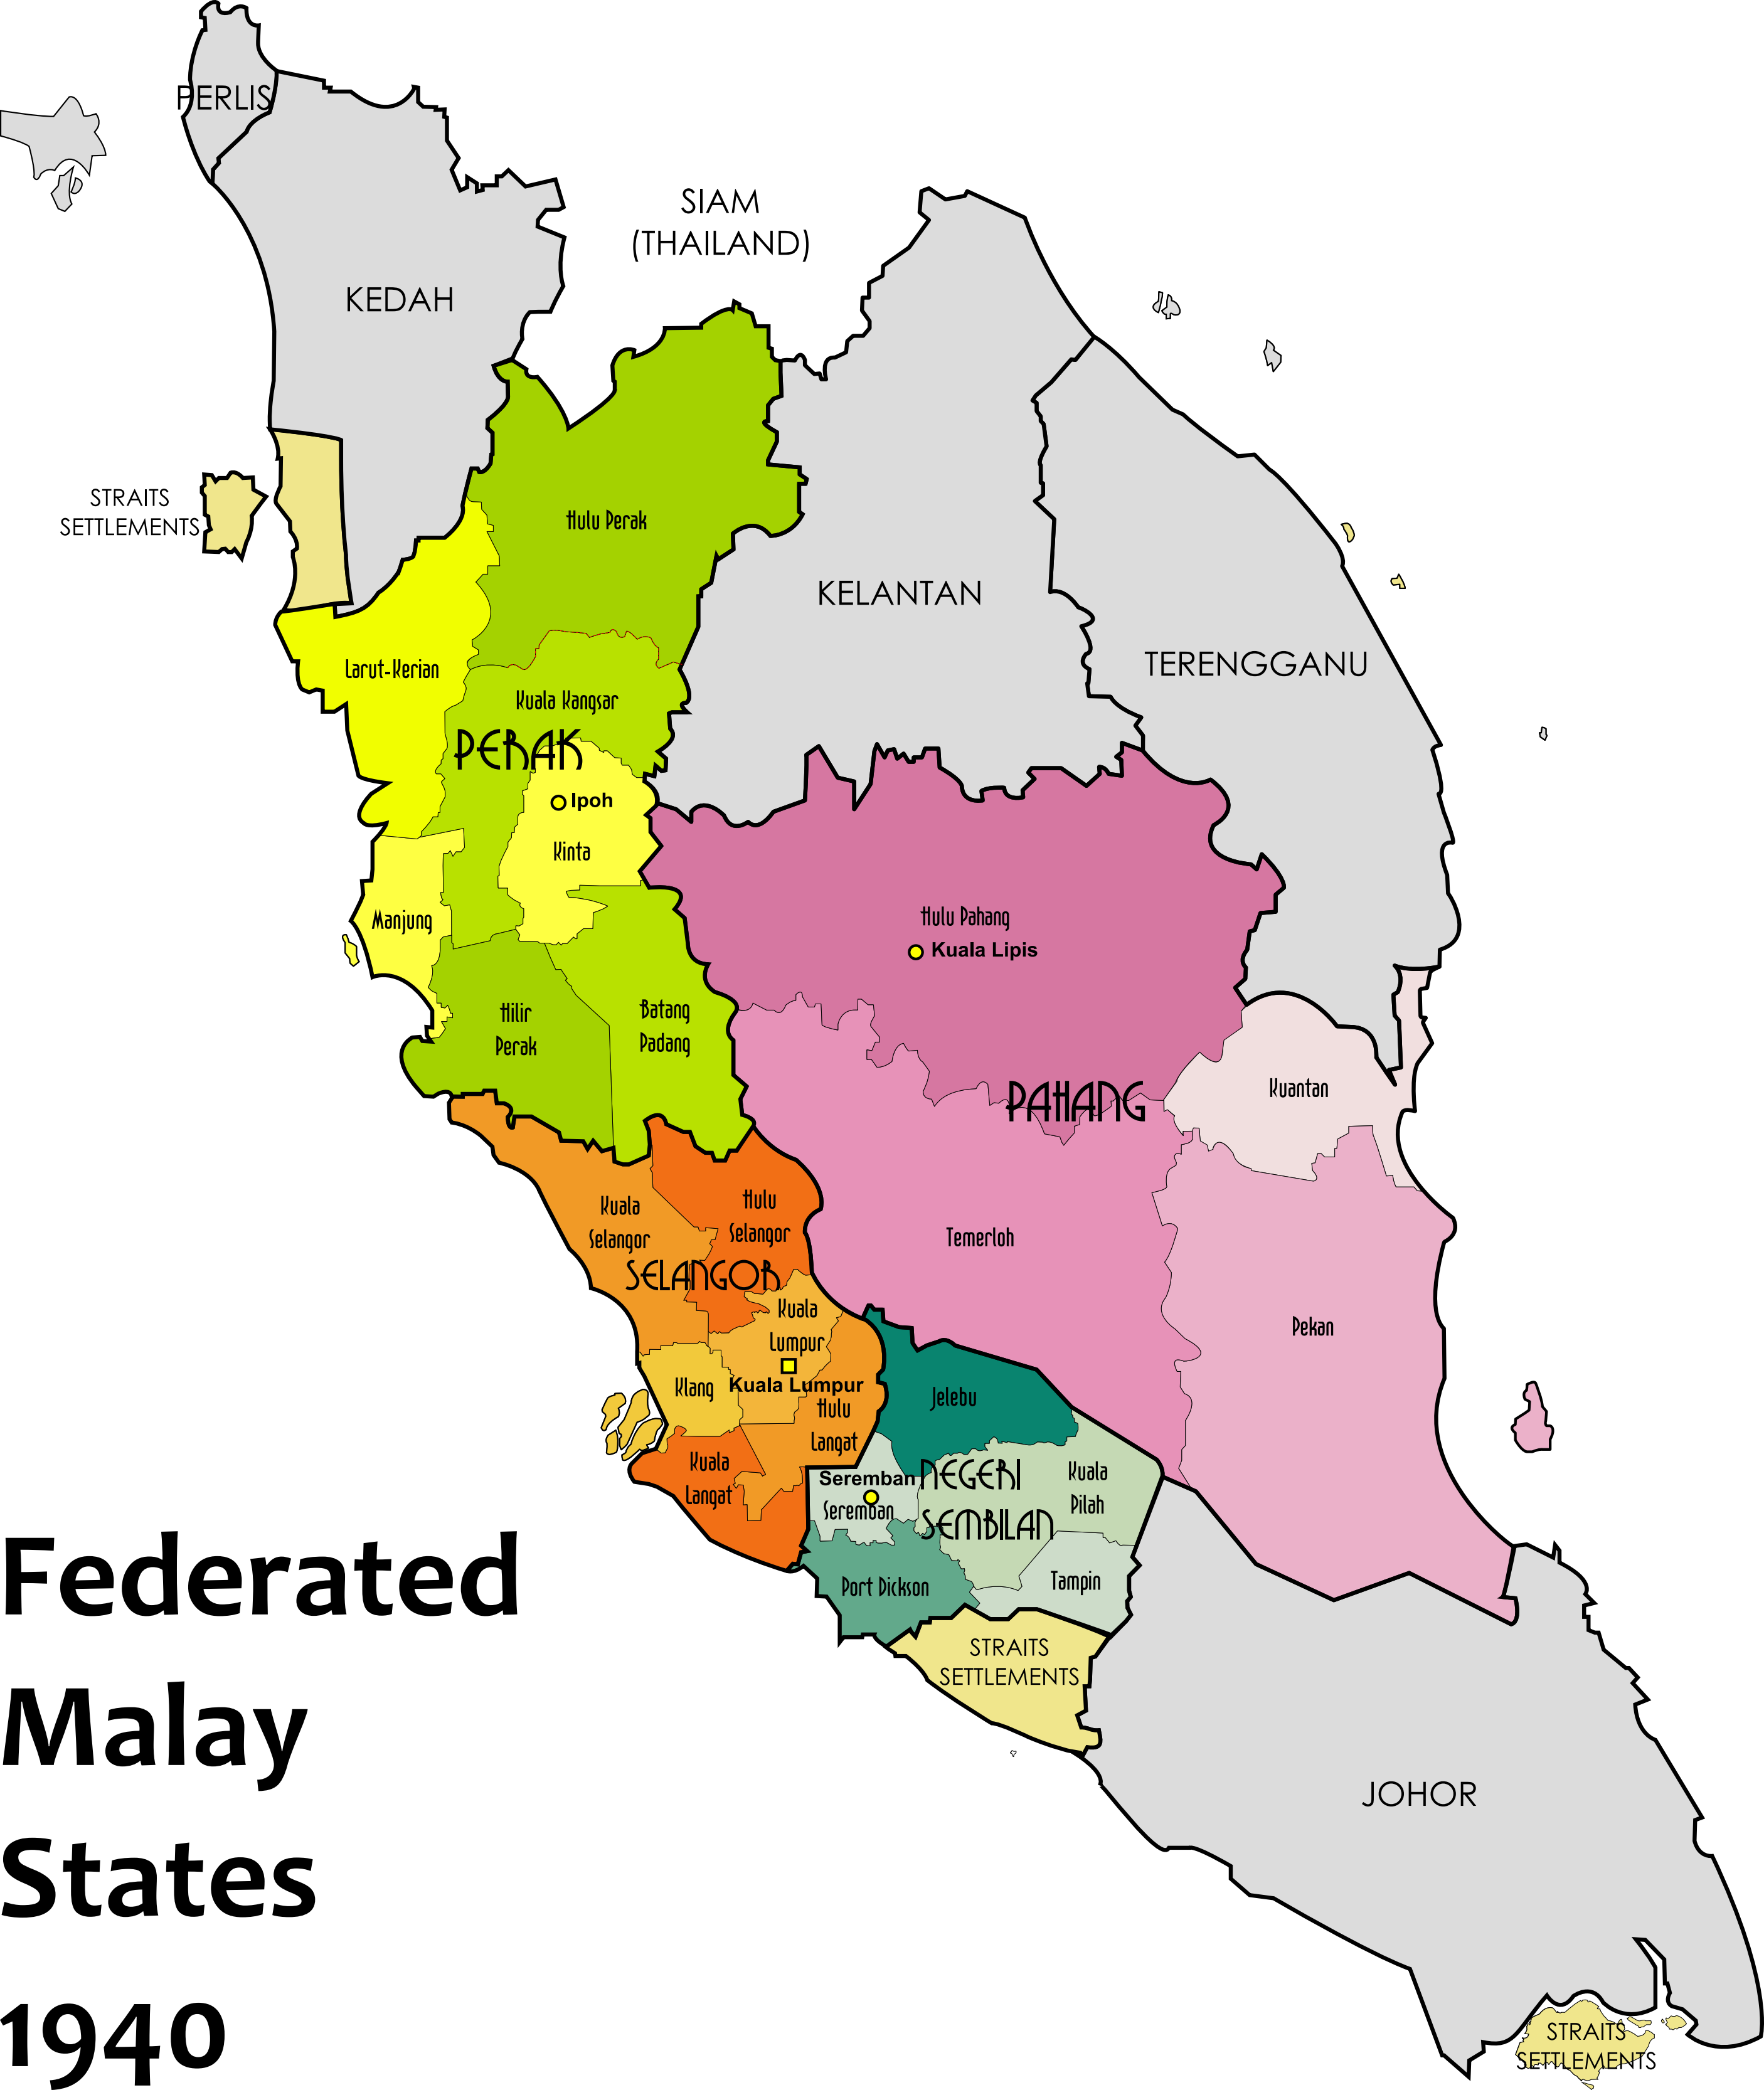 PERLIS
SIAM
(THAILAND)
KEDAH
STRAITS
SETTLEMENTS
Hulu Perak
KELANTAN
TERENGGANU
Larut-Kerian
Kuala Kangsar
PERAK
Ipoh
Kinta
Manjung
Hulu Pahang
Kuala Lipis
Hilir
Perak
Batang
Padang
PAHANG
Kuantan
Kuala
Selangor
Hulu
Selangor
Temerloh
SELANGOR
Kuala
Lumpur
Pekan
Klang
Kuala Lumpur
Hulu
Langat
Jelebu
Kuala
Langat
Seremban
Seremban
NEGERI
SEMBILAN
Kuala
Pilah
Port Dickson
Tampin
STRAITS
SETTLEMENTS
JOHOR
STRAITS
SETTLEMENTS
Federated
Malay
States
1940